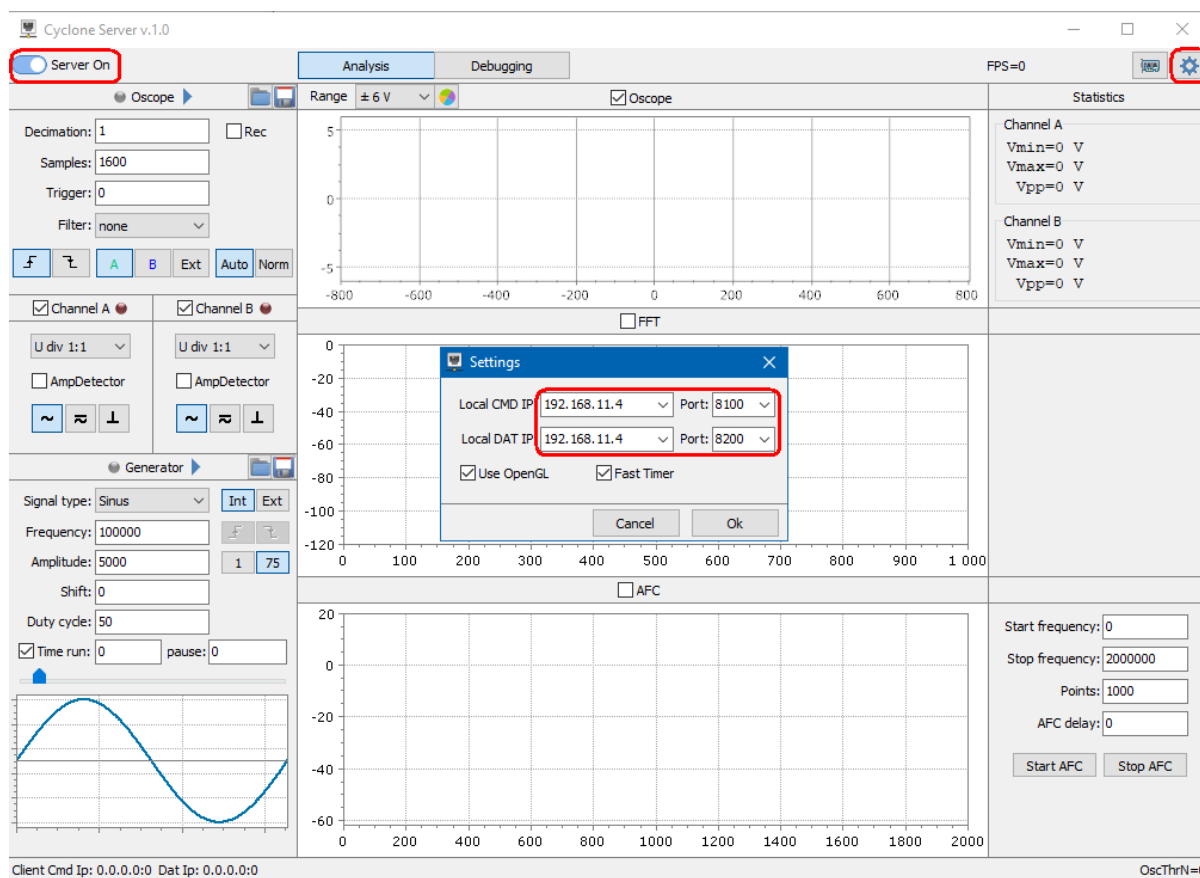 Cyclone Server v.1.0
Server On
Analysis Debugging
FPS=0
Oscope
Range ± 6 V
Oscope
Statistics
Decimation: 1 Rec
Samples: 1600
Trigger: 0
Filter: none
A B Ext Auto Norm
5
0
-5
-800 -600 -400 -200 0 200 400 600 800
Channel A
Vmin=0 V
Vmax=0 V
Vpp=0 V
Channel B
Vmin=0 V
Vmax=0 V
Vpp=0 V
Channel A Channel B
U div 1:1 U div 1:1
AmpDetector AmpDetector
FFT
0
-20
-40
-60
-80
-100
-120
0 100 200 300 400 500 600 700 800 900 1 000
Settings
Local CMD IP 192.168.11.4 Port: 8100
Local DAT IP 192.168.11.4 Port: 8200
Use OpenGL Fast Timer
Cancel Ok
Generator
Signal type: Sinus Int Ext
Frequency: 100000
Amplitude: 5000 1 75
Shift: 0
Duty cycle: 50
Time run: 0 pause: 0
AFC
20
0
-20
-40
-60
0 200 400 600 800 1000 1200 1400 1600 1800 2000
Start frequency: 0
Stop frequency: 2000000
Points: 1000
AFC delay: 0
Start AFC Stop AFC
Client Cmd Ip: 0.0.0.0:0 Dat Ip: 0.0.0.0:0